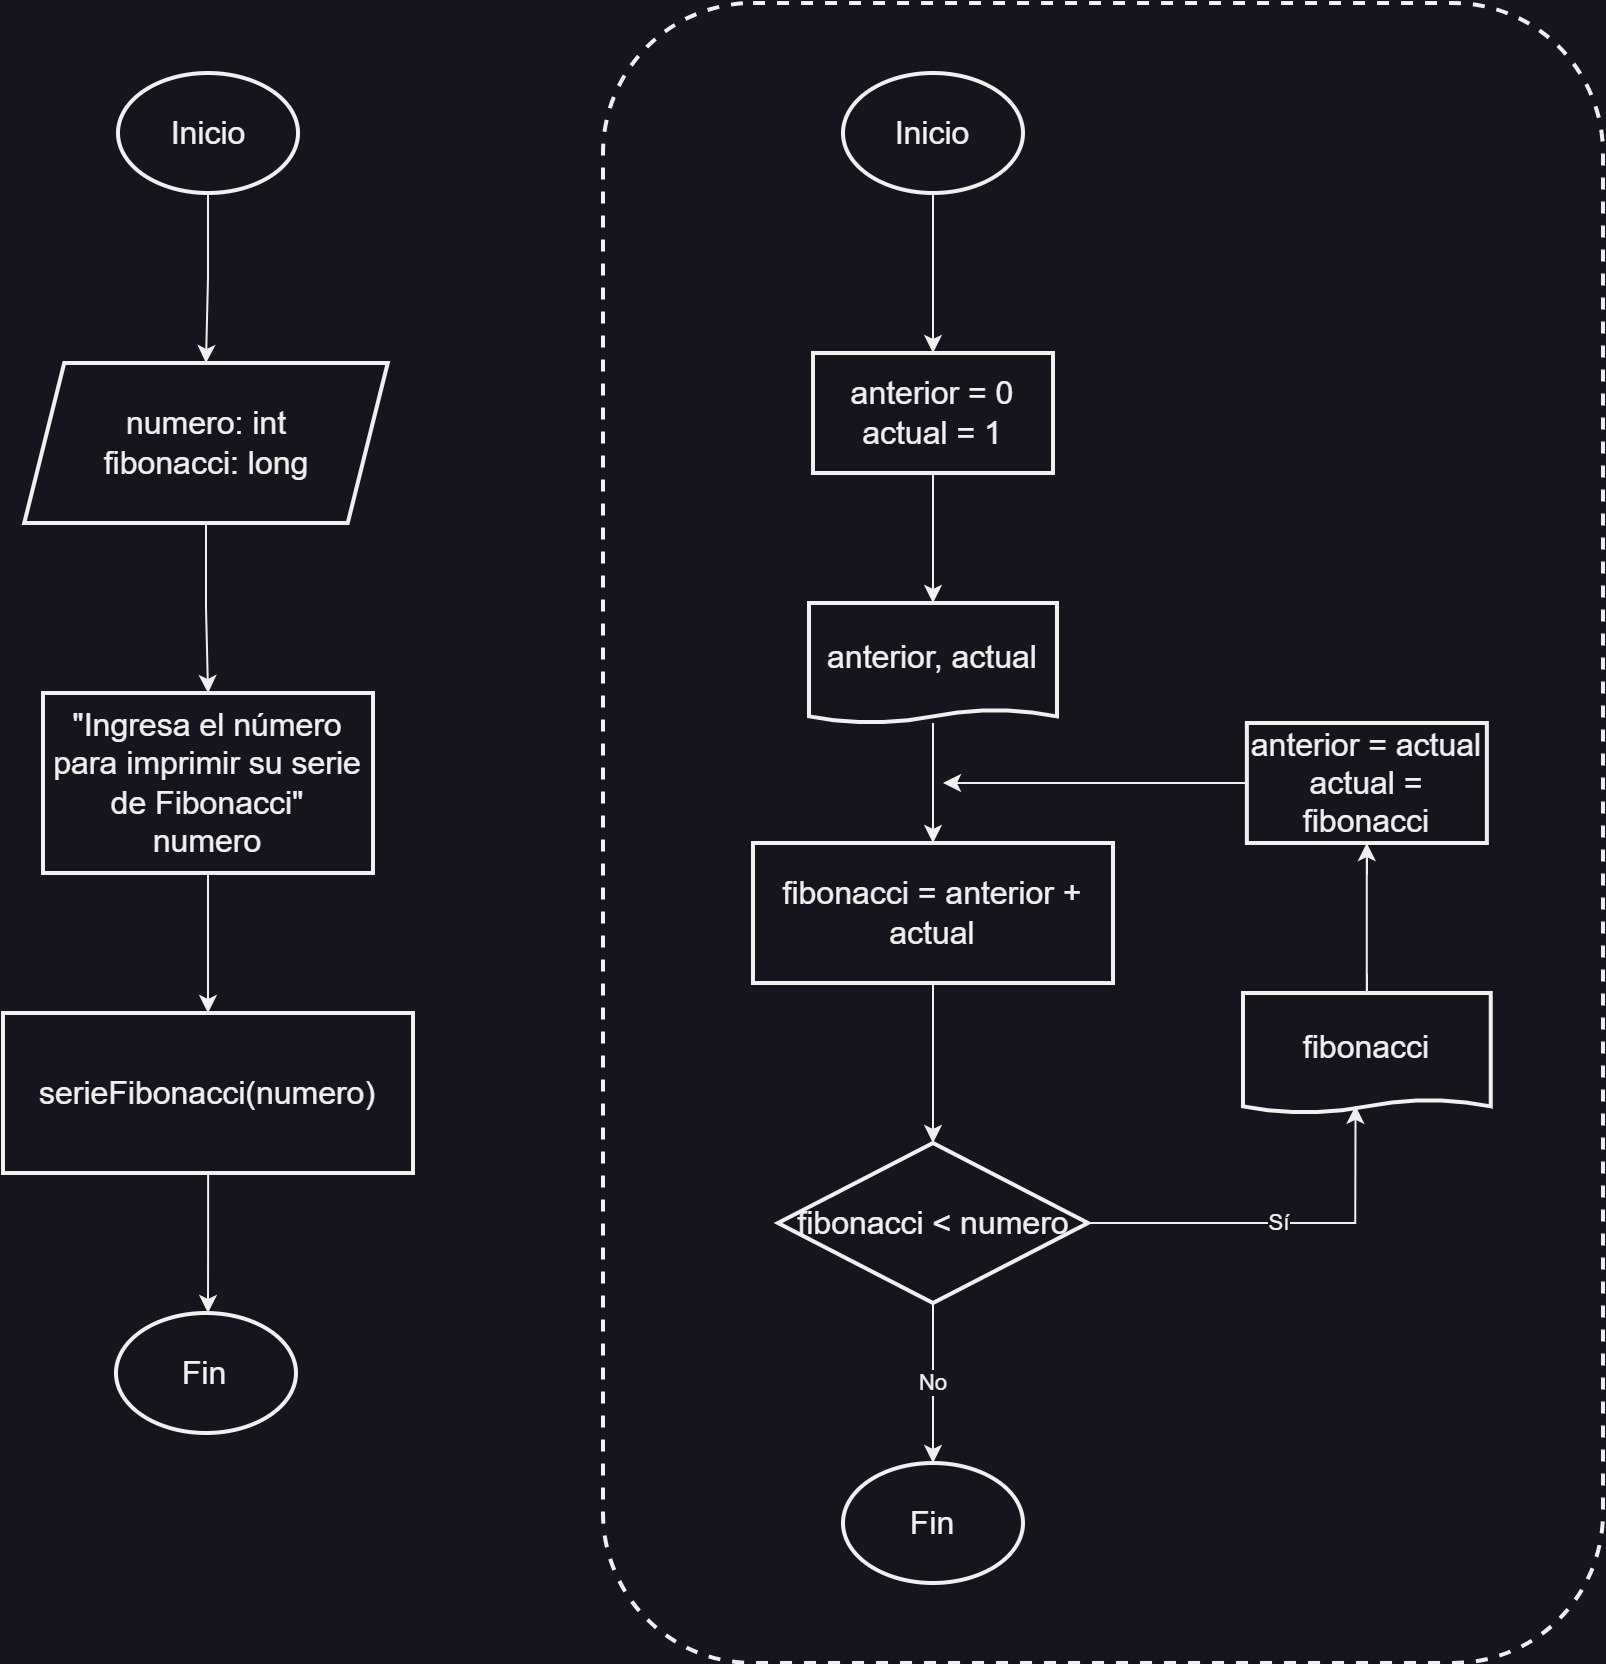 Inicio
numero: int
fibonacci: long
"Ingresa el número
para imprimir su serie
de Fibonacci"
numero
serieFibonacci(numero)
Fin
Inicio
anterior = 0
actual = 1
anterior, actual
fibonacci = anterior +
actual
fibonacci < numero
Sí
fibonacci
anterior = actual
actual =
fibonacci
No
Fin